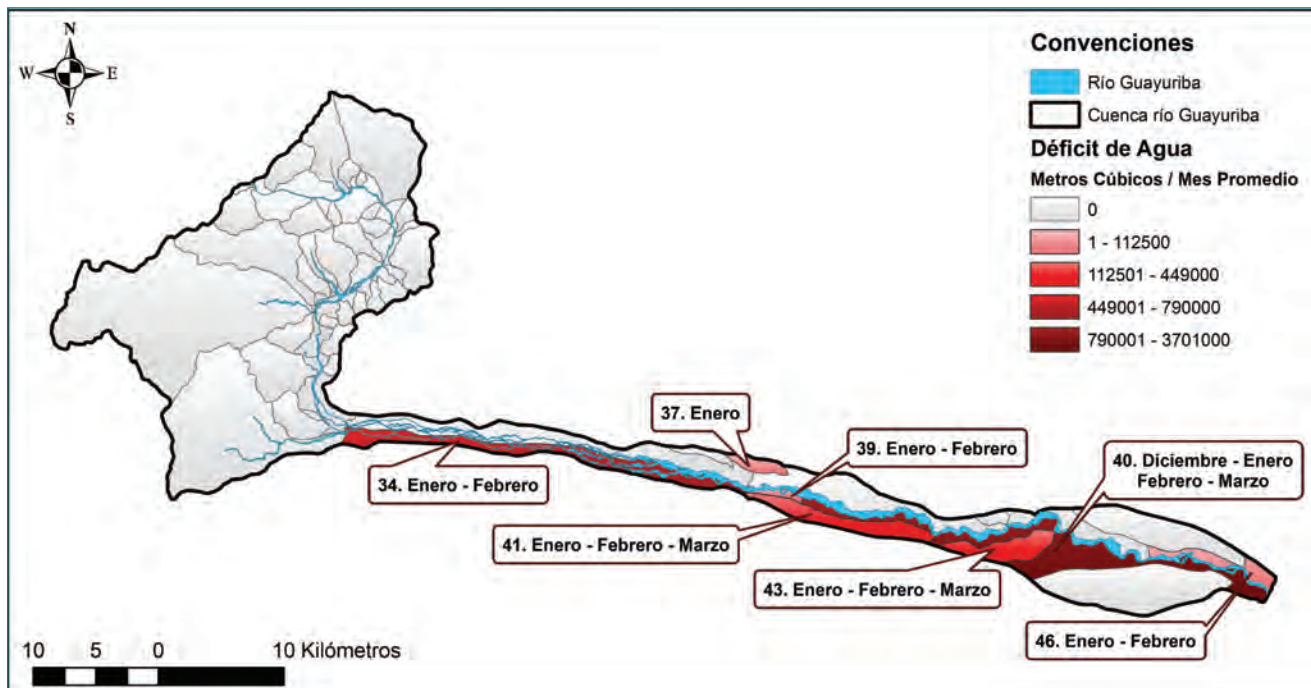 N
W E
S
Convenciones
Río Guayuriba
Cuenca río Guayuriba
Déficit de Agua
Metros Cúbicos / Mes Promedio
0
1 - 112500
112501 - 449000
449001 - 790000
790001 - 3701000
37. Enero
39. Enero - Febrero
40. Diciembre - Enero
Febrero - Marzo
34. Enero - Febrero
41. Enero - Febrero - Marzo
43. Enero - Febrero - Marzo
46. Enero - Febrero
10 5 0 10 Kilómetros